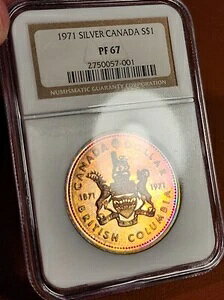 1971 SILVER CANADA S$1
PF 67
2750057-001
NUMISMATIC GUARANTY CORPORATION
CANADA DOLLAR
1871 1971
BRITISH COLUMBIA